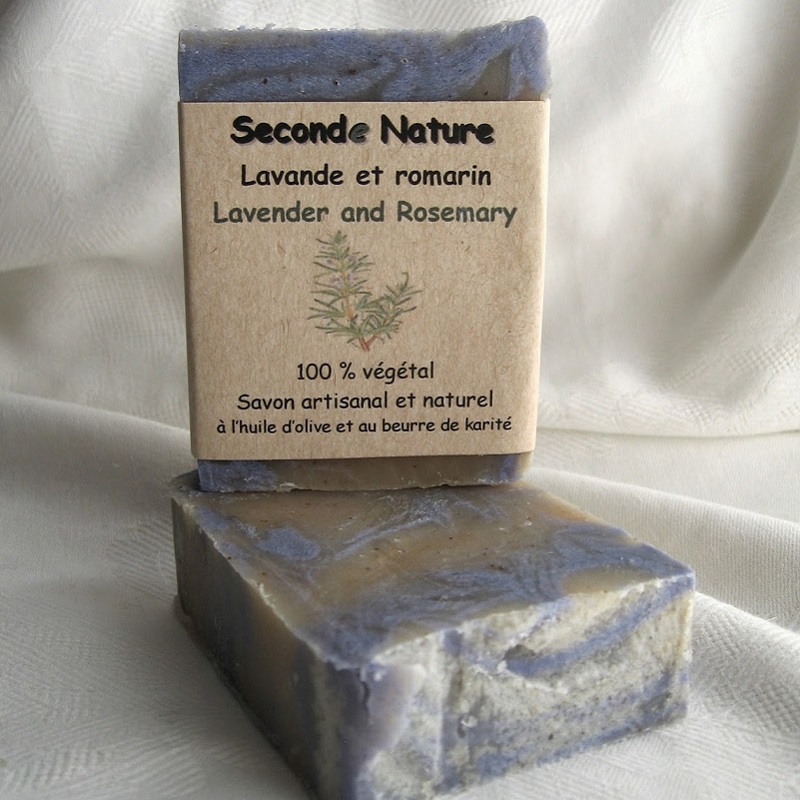 Seconde Nature
Lavande et romarin
Lavender and Rosemary
100 % végétal
Savon artisanal et naturel
à l'huile d'olive et au beurre de karité